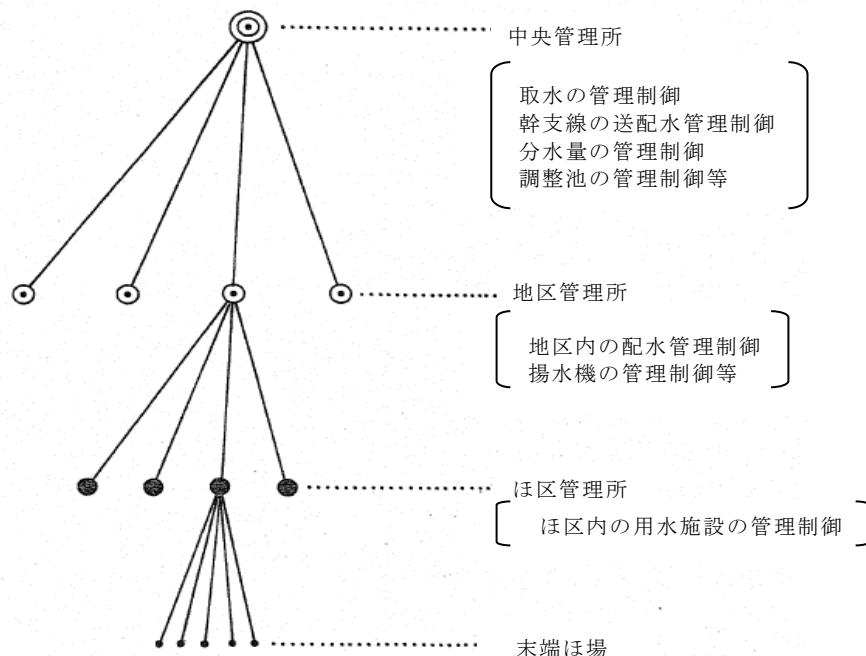 中央管理所
取水の管理制御
幹支線の送配水管理制御
分水量の管理制御
調整池の管理制御等
地区管理所
地区内の配水管理制御
揚水機の管理制御等
ほ区管理所
ほ区内の用水施設の管理制御
末端ほ場